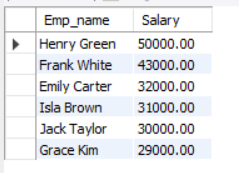 Emp_name Salary
Henry Green 50000.00
Frank White 43000.00
Emily Carter 32000.00
Isla Brown 31000.00
Jack Taylor 30000.00
Grace Kim 29000.00